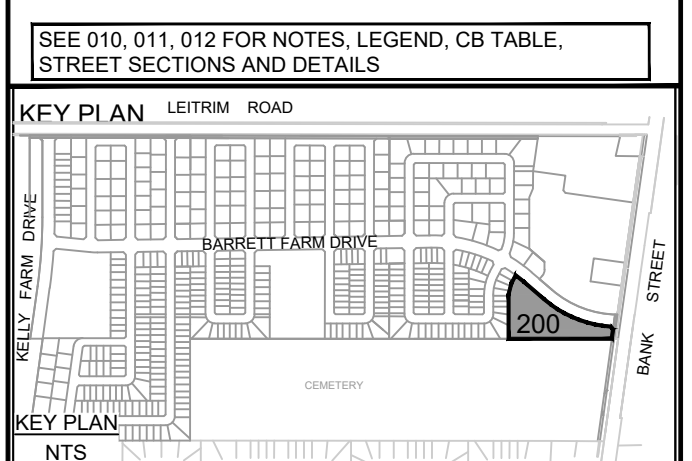 SEE 010, 011, 012 FOR NOTES, LEGEND, CB TABLE,
STREET SECTIONS AND DETAILS
KEY PLAN
LEITRIM ROAD
KELLY FARM DRIVE
BARRETT FARM DRIVE
BANK STREET
200
CEMETERY
KEY PLAN
NTS